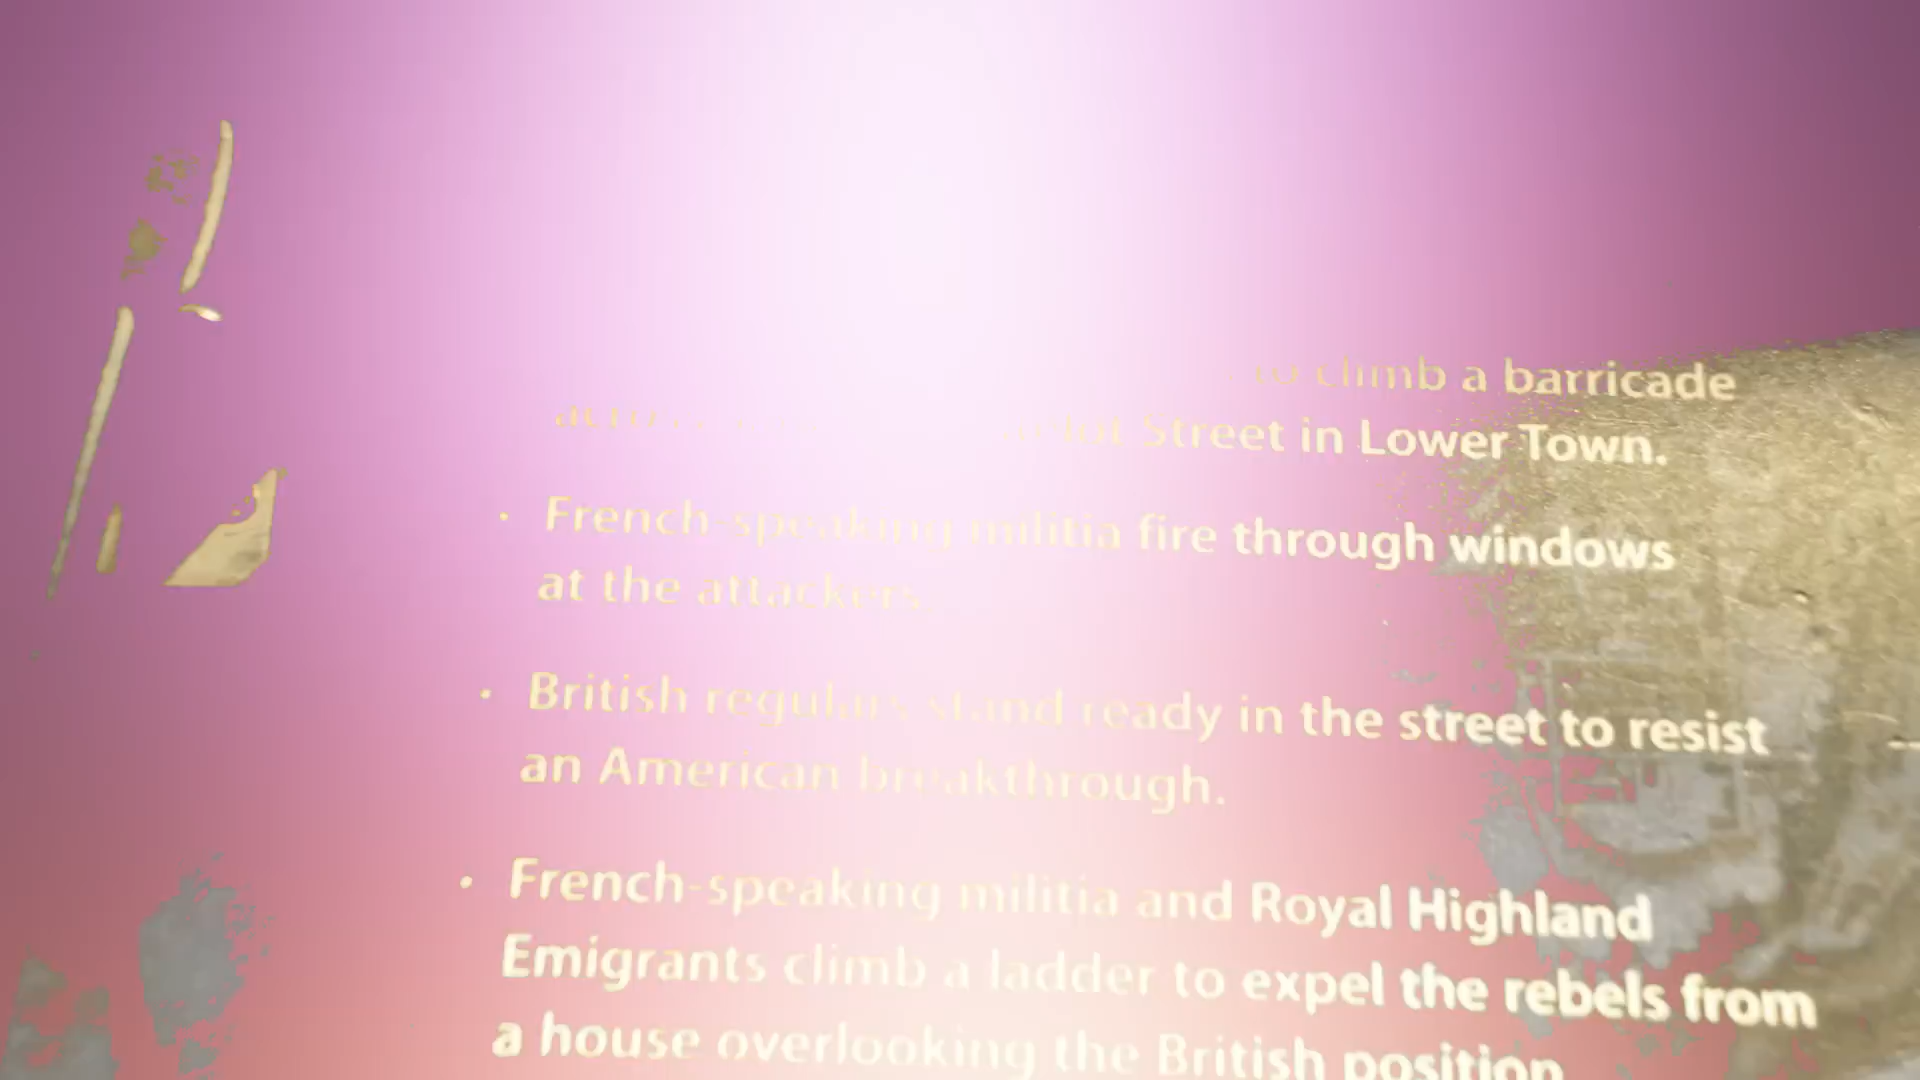 to climb a barricade
Street in Lower Town.
• French-speaking militia fire through windows
at the attackers.
• British regulars stand ready in the street to resist
an American breakthrough.
• French-speaking militia and Royal Highland
Emigrants climb a ladder to expel the rebels from
a house overlooking the British position